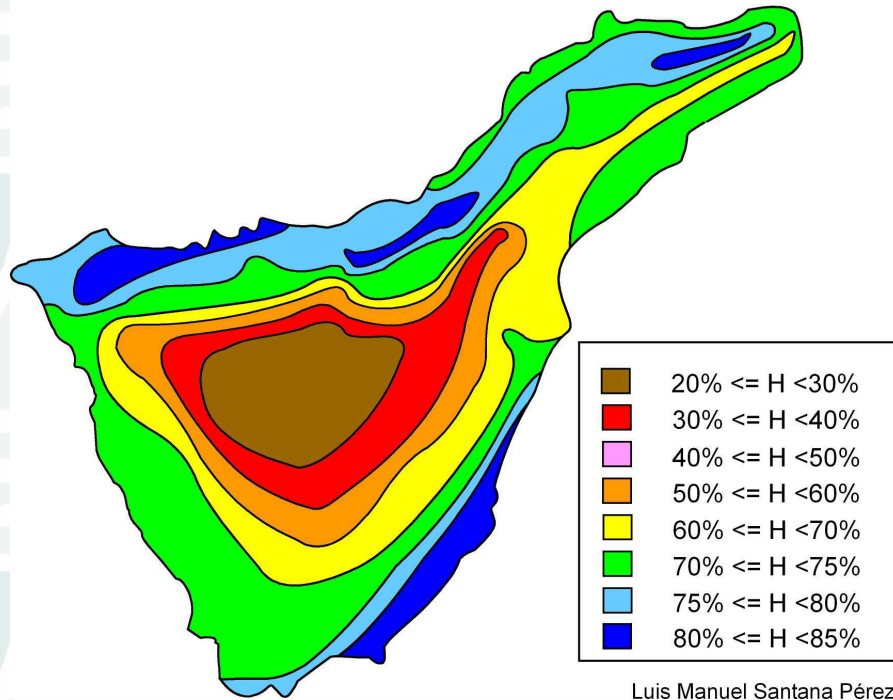 20% <= H <30%
30% <= H <40%
40% <= H <50%
50% <= H <60%
60% <= H <70%
70% <= H <75%
75% <= H <80%
80% <= H <85%
Luis Manuel Santana Pérez